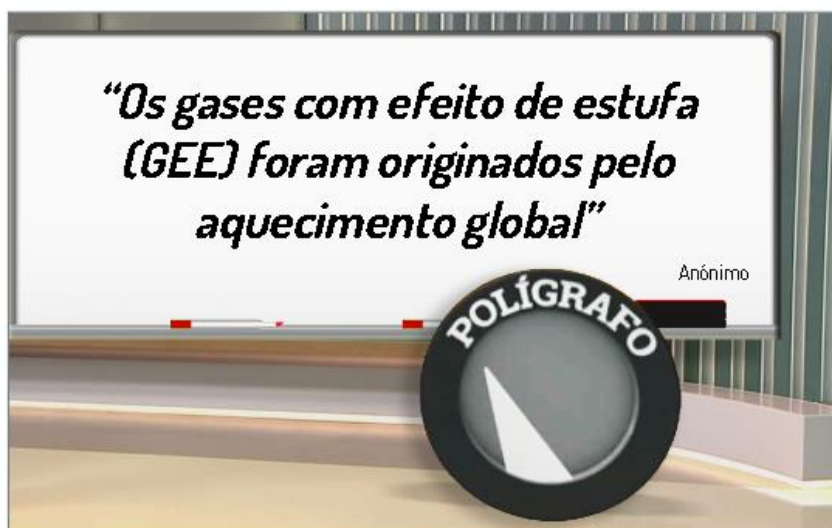 “Os gases com efeito de estufa
(GEE) foram originados pelo
aquecimento global”
Anónimo
POLÍGRAFO